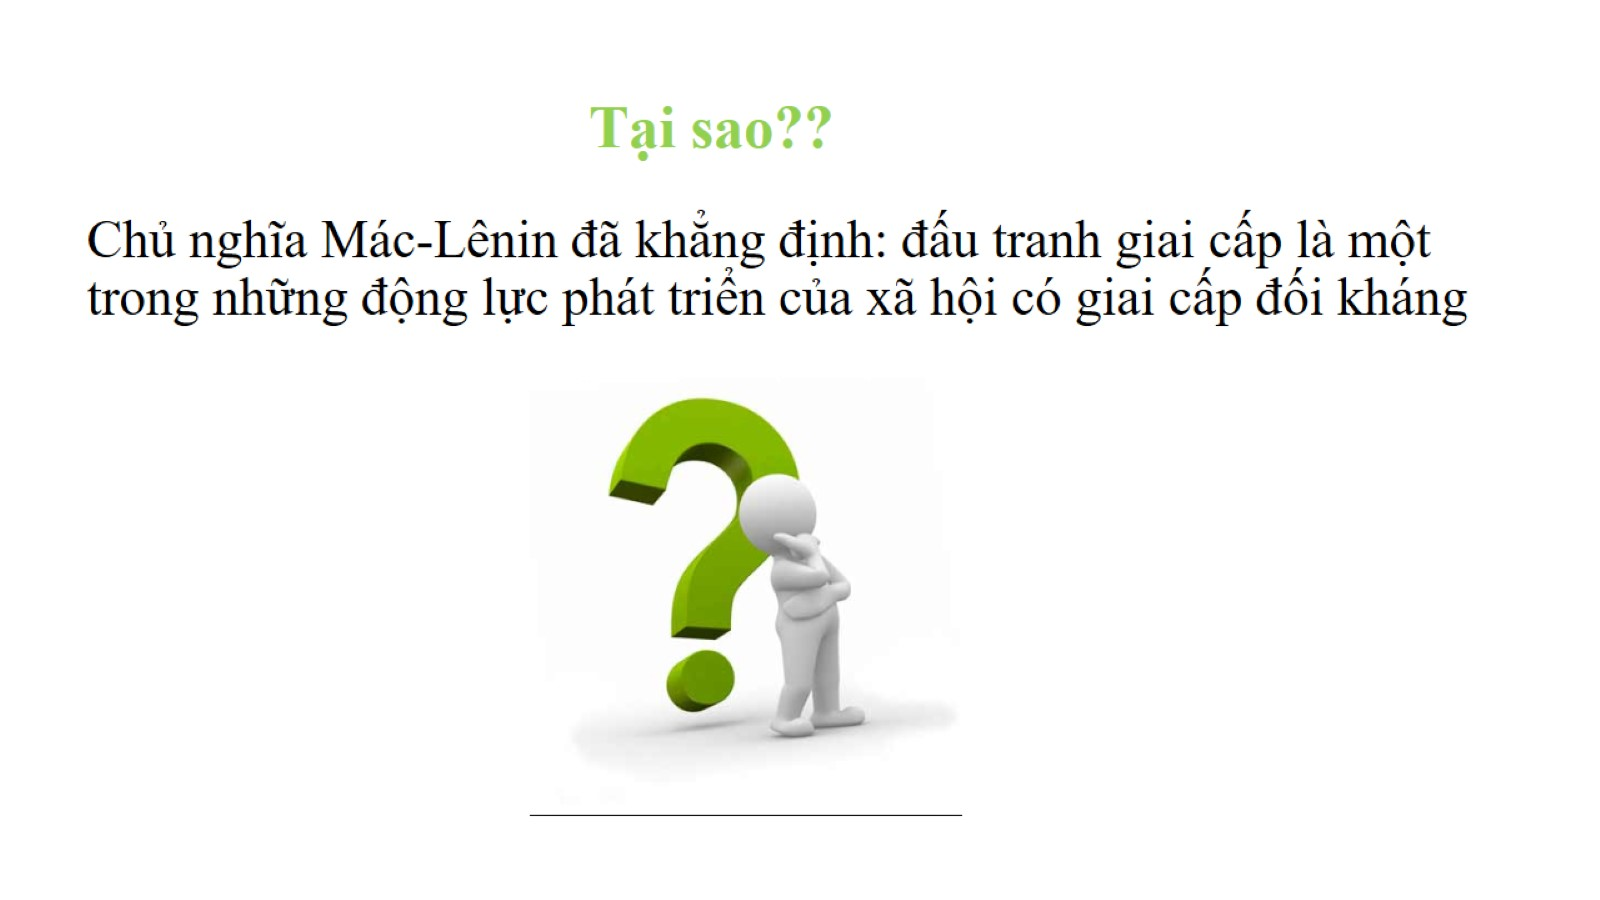 Tại sao??
Chủ nghĩa Mác-Lênin đã khẳng định: đấu tranh giai cấp là một
trong những động lực phát triển của xã hội có giai cấp đối kháng